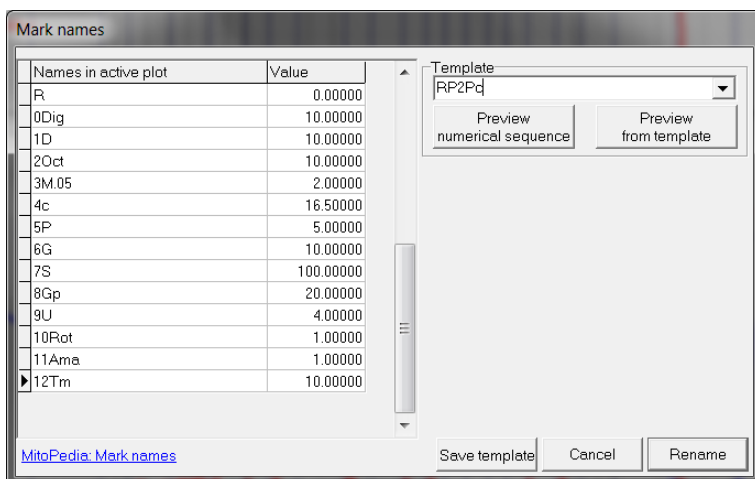 Mark names
Names in active plot Value
R 0.00000
0Dig 10.00000
1D 10.00000
2Oct 10.00000
3M.05 2.00000
4c 16.50000
5P 5.00000
6G 10.00000
7S 100.00000
8Gp 20.00000
9U 4.00000
10Rot 1.00000
11Ama 1.00000
12Tm 10.00000
MitoPedia: Mark names
Template
RP2Pc
Preview
numerical sequence
Preview
from template
Save template
Cancel
Rename